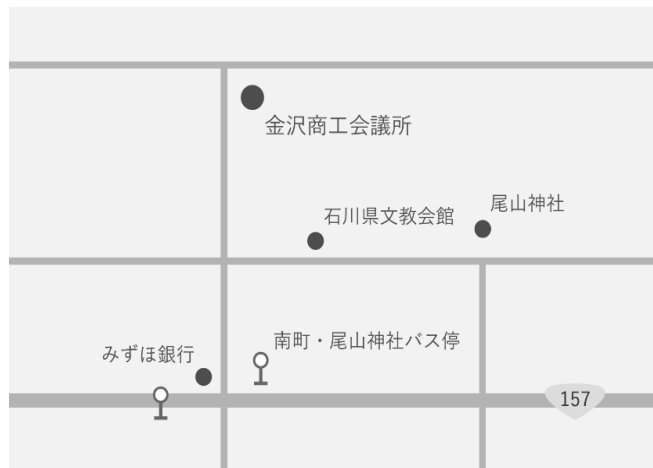 金沢商工会議所
尾山神社
石川県文教会館
南町・尾山神社バス停
みずほ銀行
157